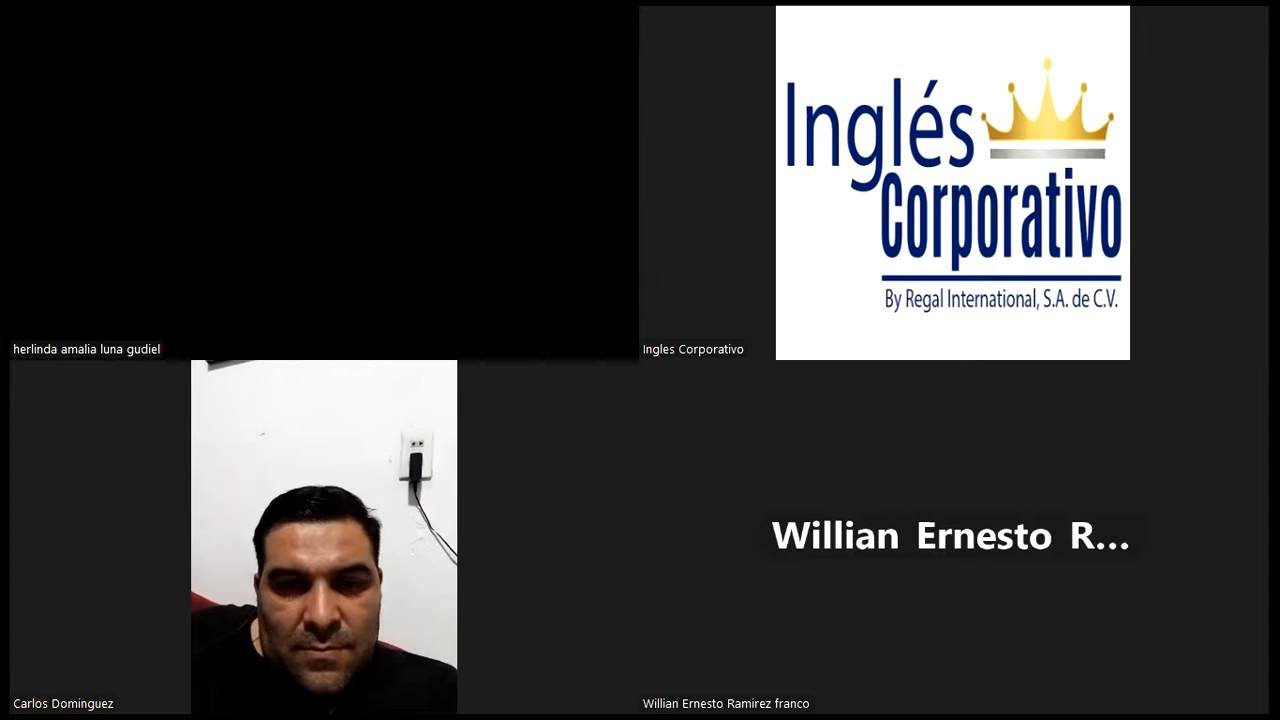 Inglés
Corporativo
By Regal International, S.A. de C.V.
herlinda amalia luna gudiel
Ingles Corporativo
Willian Ernesto R...
Carlos Dominguez
Willian Ernesto Ramirez franco